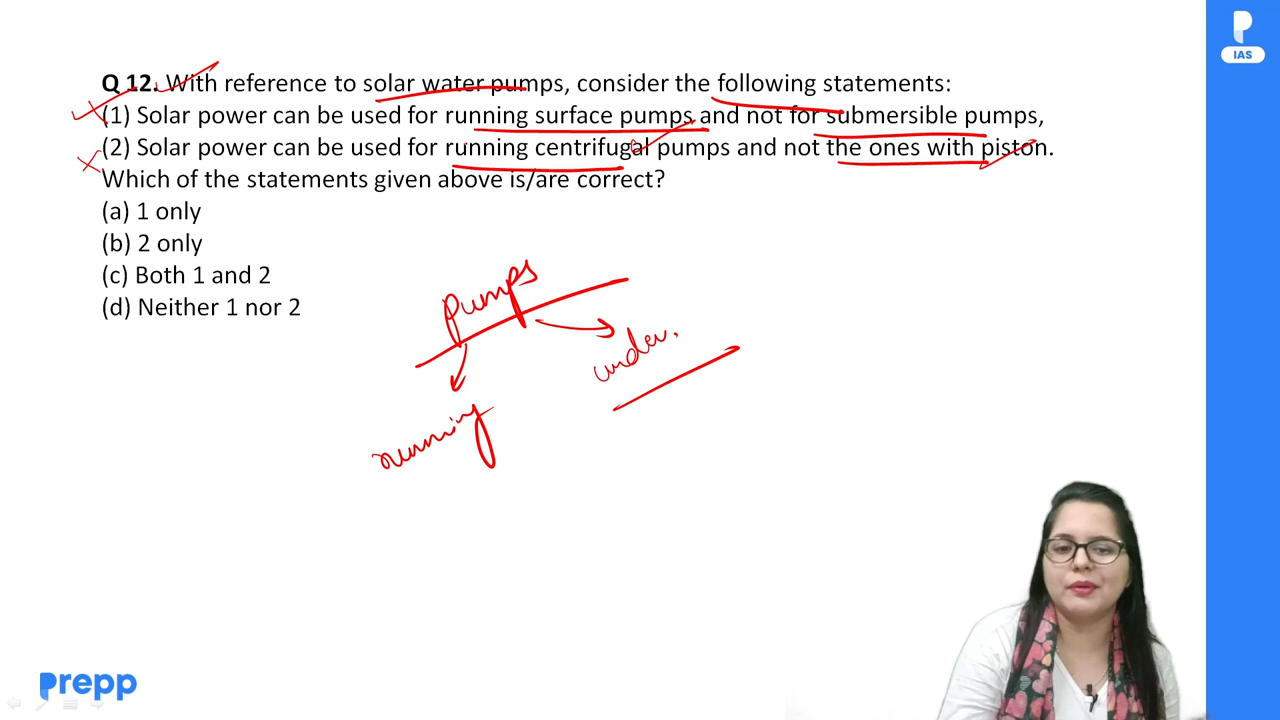 IAS
Q 12. With reference to solar water pumps, consider the following statements:
(1) Solar power can be used for running surface pumps and not for submersible pumps,
(2) Solar power can be used for running centrifugal pumps and not the ones with piston.
Which of the statements given above is/are correct?
(a) 1 only
(b) 2 only
(c) Both 1 and 2
(d) Neither 1 nor 2
Pumps
under.
running
prepp